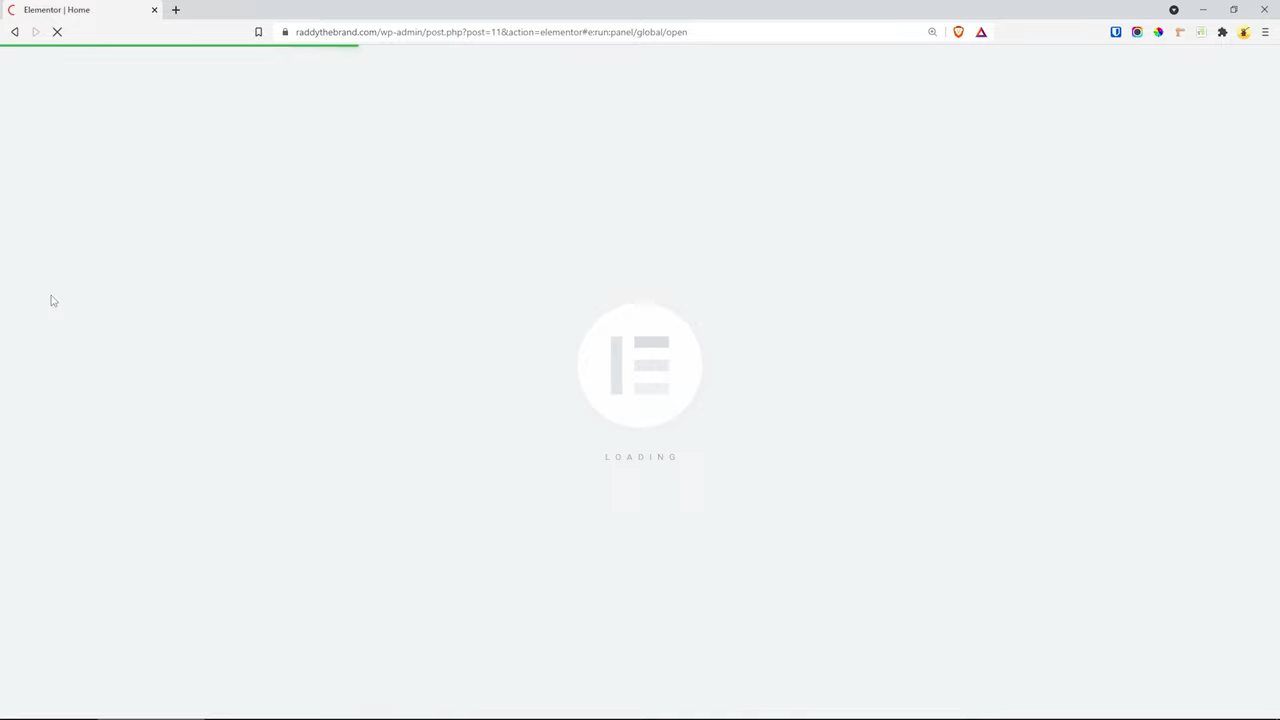 Elementor | Home
raddythebrand.com/wp-admin/post.php?post=11&action=elementor#e:run:panel/global/open
LOADING